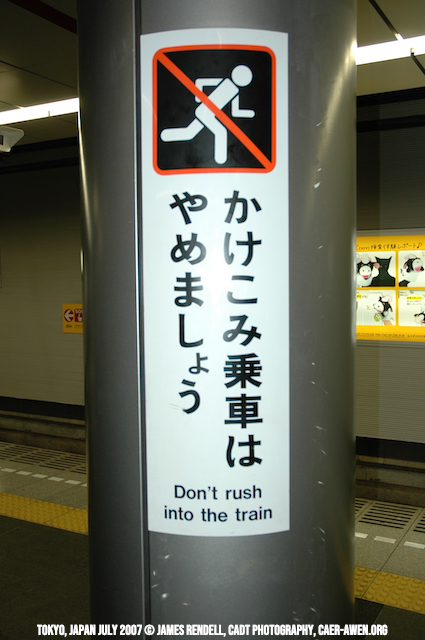 かけこみ乗車は
やめましょう
Don't rush
into the train
TOKYO, JAPAN JULY 2007 © JAMES RENDELL, CADT PHOTOGRAPHY, CAER-AWEN.ORG